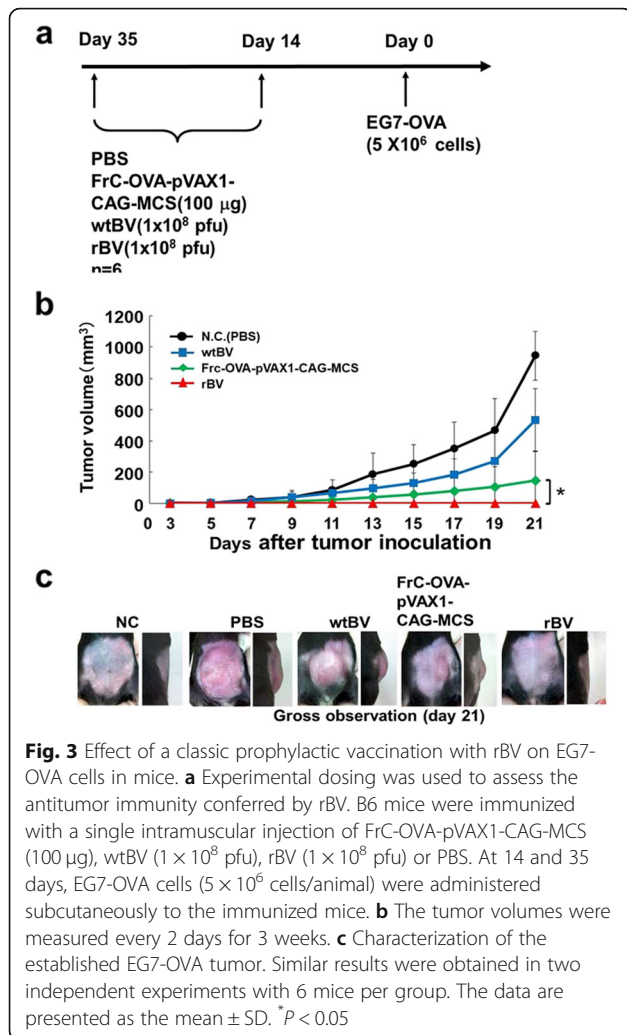 a
Day 35 Day 14 Day 0
EG7-OVA
(5 X10⁶ cells)
PBS
FrC-OVA-pVAX1-
CAG-MCS(100 μg)
wtBV(1x10⁸ pfu)
rBV(1x10⁸ pfu)
n=6
b
1200
1000
800
600
400
200
0
Tumor volume(mm³)
N.C.(PBS)
wtBV
Frc-OVA-pVAX1-CAG-MCS
rBV
*
0 3 5 7 9 11 13 15 17 19 21
Days after tumor inoculation
c
NC PBS wtBV FrC-OVA-
pVAX1-
CAG-MCS rBV
Gross observation (day 21)
Fig. 3 Effect of a classic prophylactic vaccination with rBV on EG7-
OVA cells in mice. a Experimental dosing was used to assess the
antitumor immunity conferred by rBV. B6 mice were immunized
with a single intramuscular injection of FrC-OVA-pVAX1-CAG-MCS
(100 μg), wtBV (1 × 10⁸ pfu), rBV (1 × 10⁸ pfu) or PBS. At 14 and 35
days, EG7-OVA cells (5 × 10⁶ cells/animal) were administered
subcutaneously to the immunized mice. b The tumor volumes were
measured every 2 days for 3 weeks. c Characterization of the
established EG7-OVA tumor. Similar results were obtained in two
independent experiments with 6 mice per group. The data are
presented as the mean ± SD. *P < 0.05